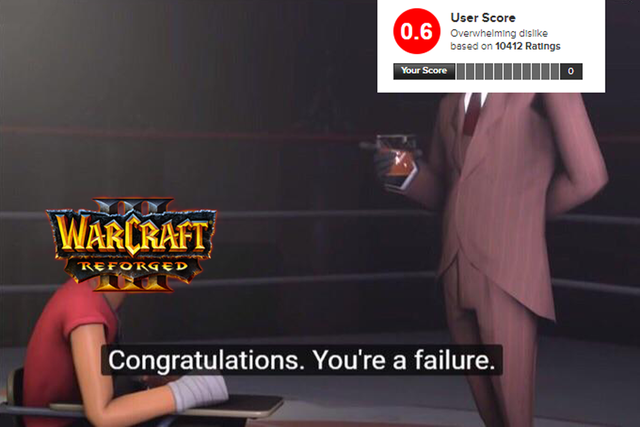 0.6
User Score
Overwhelming dislike
based on 10412 Ratings
Your Score
0
III
WARCRAFT
REFORGED
Congratulations. You're a failure.